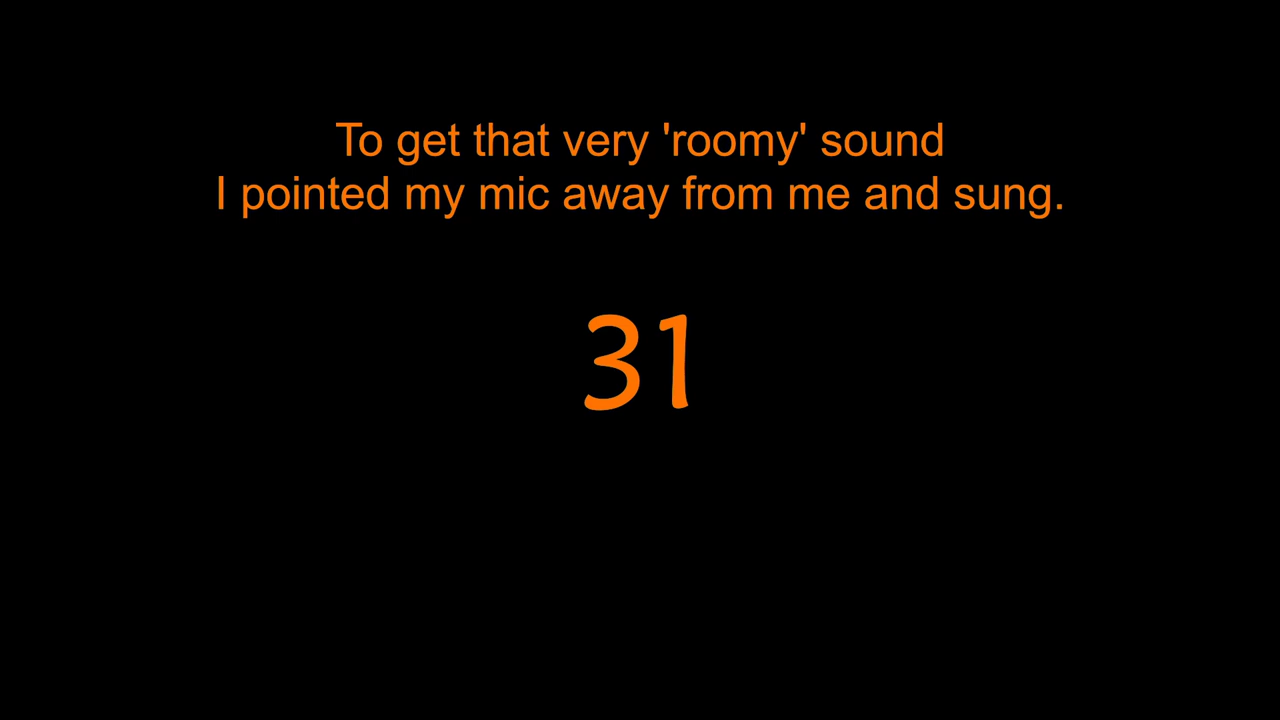 To get that very 'roomy' sound
I pointed my mic away from me and sung.
31